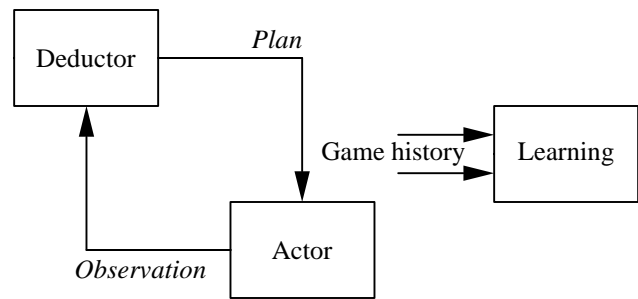 Plan
Deductor
Game history
Learning
Actor
Observation